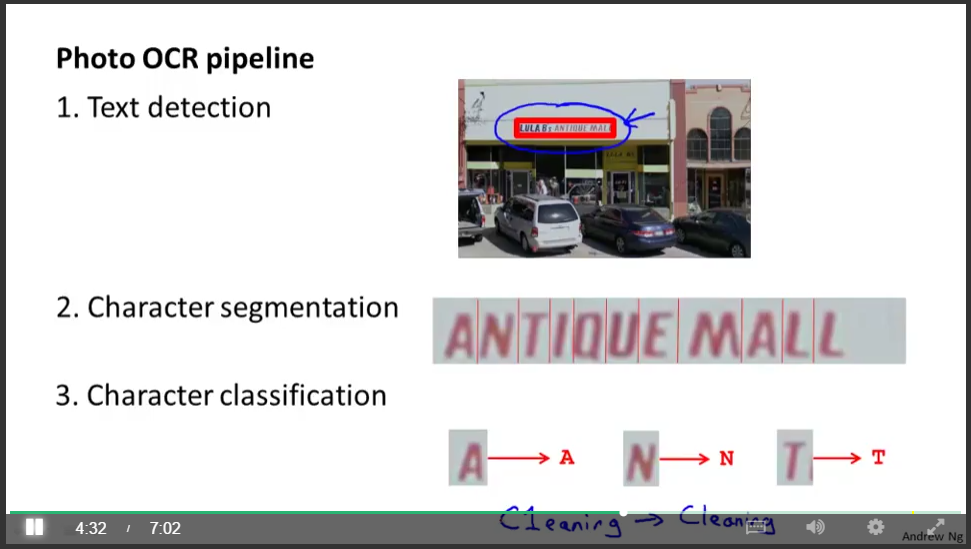 Photo OCR pipeline
1. Text detection
LULA B's ANTIQUE MALL
2. Character segmentation
ANTIQUE MALL
3. Character classification
A → A N → N T → T
C1eaning → Cleaning
4:32 / 7:02
Andrew Ng